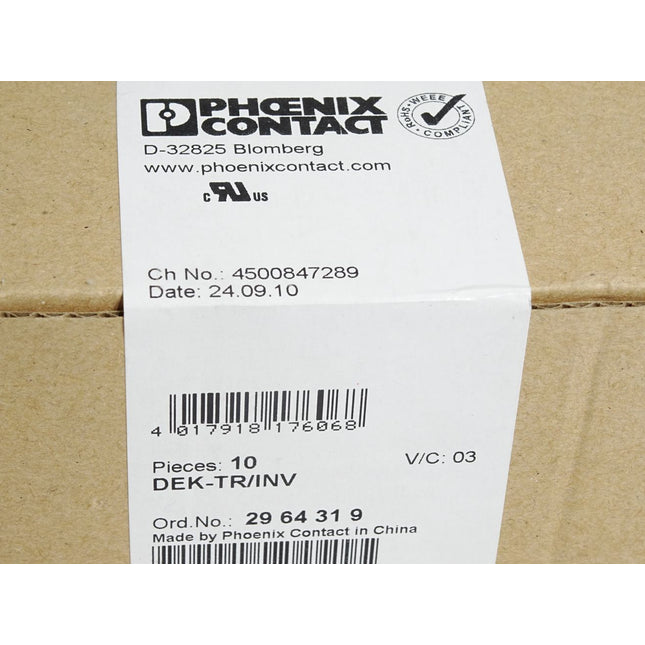 PHŒNIX
CONTACT
RoHS - WEEE
COMPLIANT
D-32825 Blomberg
www.phoenixcontact.com
c RU us
Ch No.: 4500847289
Date: 24.09.10
4 017918 176068
Pieces: 10 V/C: 03
DEK-TR/INV
Ord.No.: 29 64 31 9
Made by Phoenix Contact in China